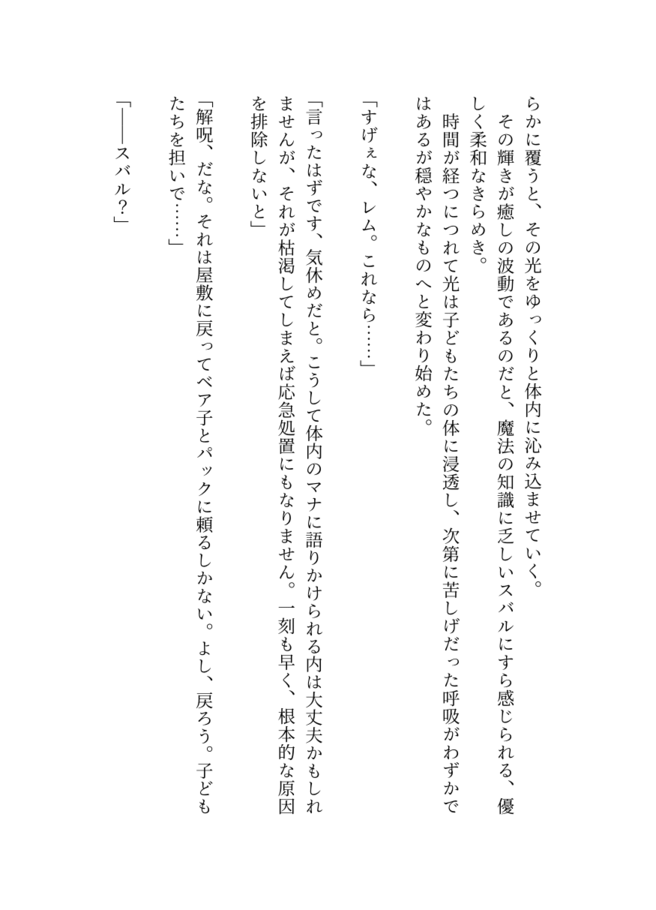 らかに覆うと、その光をゆっくりと体内に沁み込ませていく。
その輝きが癒しの波動であるのだと、魔法の知識に乏しいスバルにすら感じられる、優
しく柔和なきらめき。
時間が経つにつれて光は子どもたちの体に浸透し、次第に苦しげだった呼吸がわずかで
はあるが穏やかなものへと変わり始めた。
「すげぇな、レム。これなら……」
「言ったはずです、気休めだと。こうして体内のマナに語りかけられる内は大丈夫かもしれ
ませんが、それが枯渇してしまえば応急処置にもなりません。一刻も早く、根本的な原因
を排除しないと」
「解呪、だな。それは屋敷に戻ってベア子とパックに頼るしかない。よし、戻ろう。子ども
たちを担いで……」
「――スバル？」